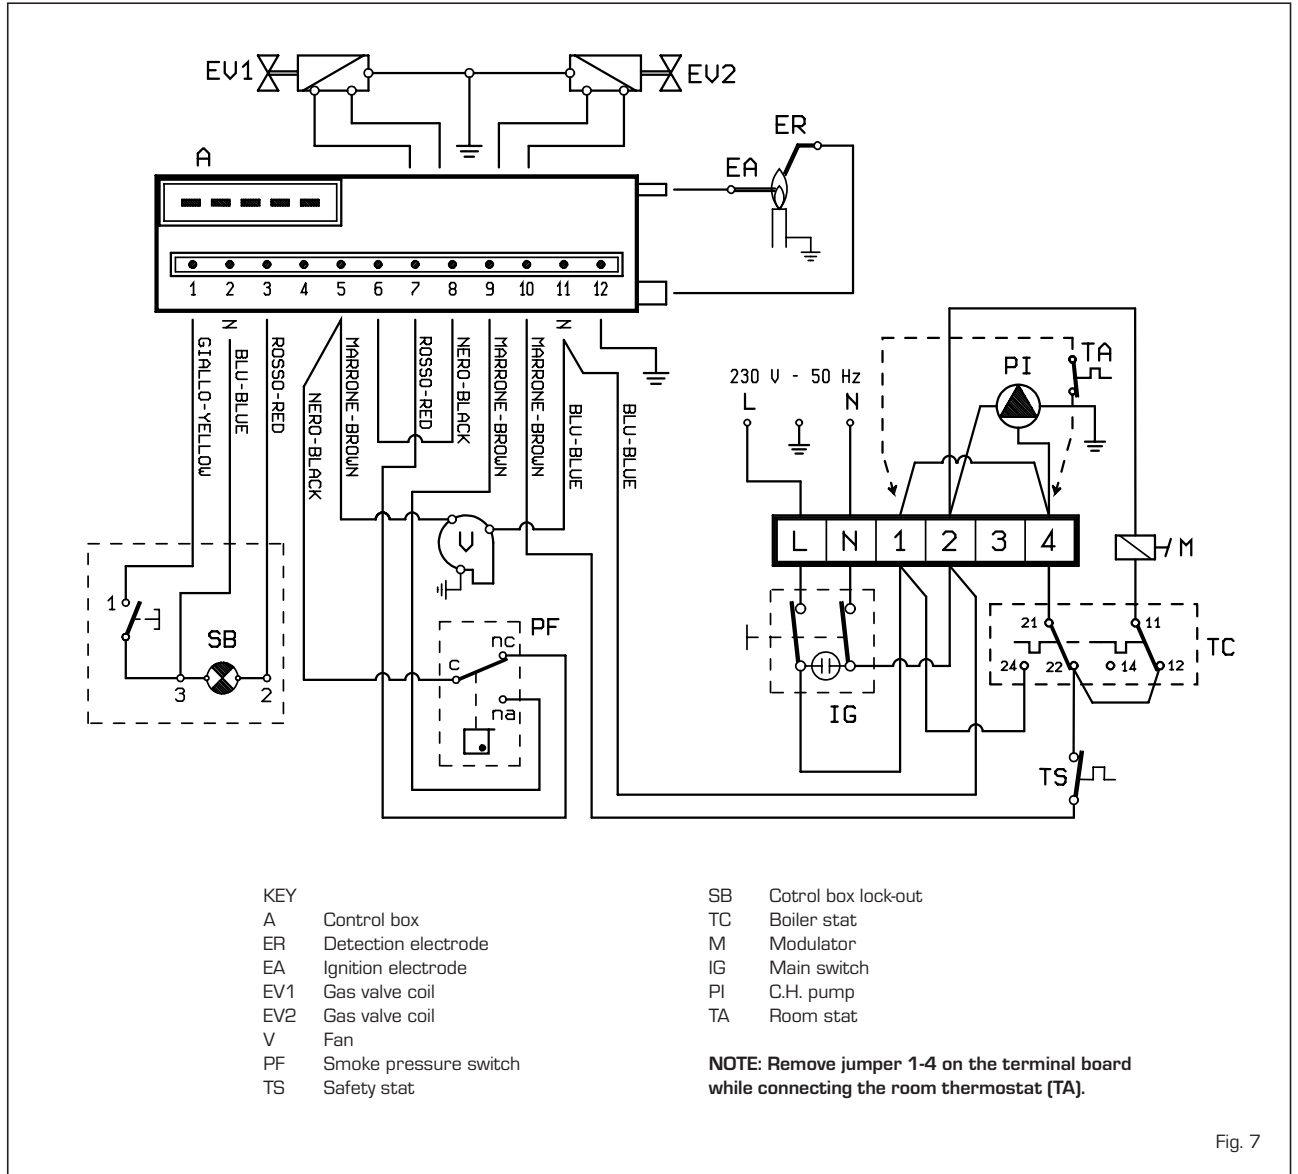 EV1
EV2
A
ER
EA
1 2 3 4 5 6 7 8 9 10 11 12
N
N
GIALLO-YELLOW
BLU-BLUE
ROSSO-RED
NERO-BLACK
MARRONE-BROWN
ROSSO-RED
NERO-BLACK
MARRONE-BROWN
MARRONE-BROWN
BLU-BLUE
BLU-BLUE
230 V - 50 Hz
L N
PI
TA
L N 1 2 3 4
M
V
1
SB
3 2
PF
nc
c
na
IG
21 11
24 22 14 12
TC
TS
KEY
A Control box
ER Detection electrode
EA Ignition electrode
EV1 Gas valve coil
EV2 Gas valve coil
V Fan
PF Smoke pressure switch
TS Safety stat
SB Cotrol box lock-out
TC Boiler stat
M Modulator
IG Main switch
PI C.H. pump
TA Room stat
NOTE: Remove jumper 1-4 on the terminal board
while connecting the room thermostat (TA).
Fig. 7